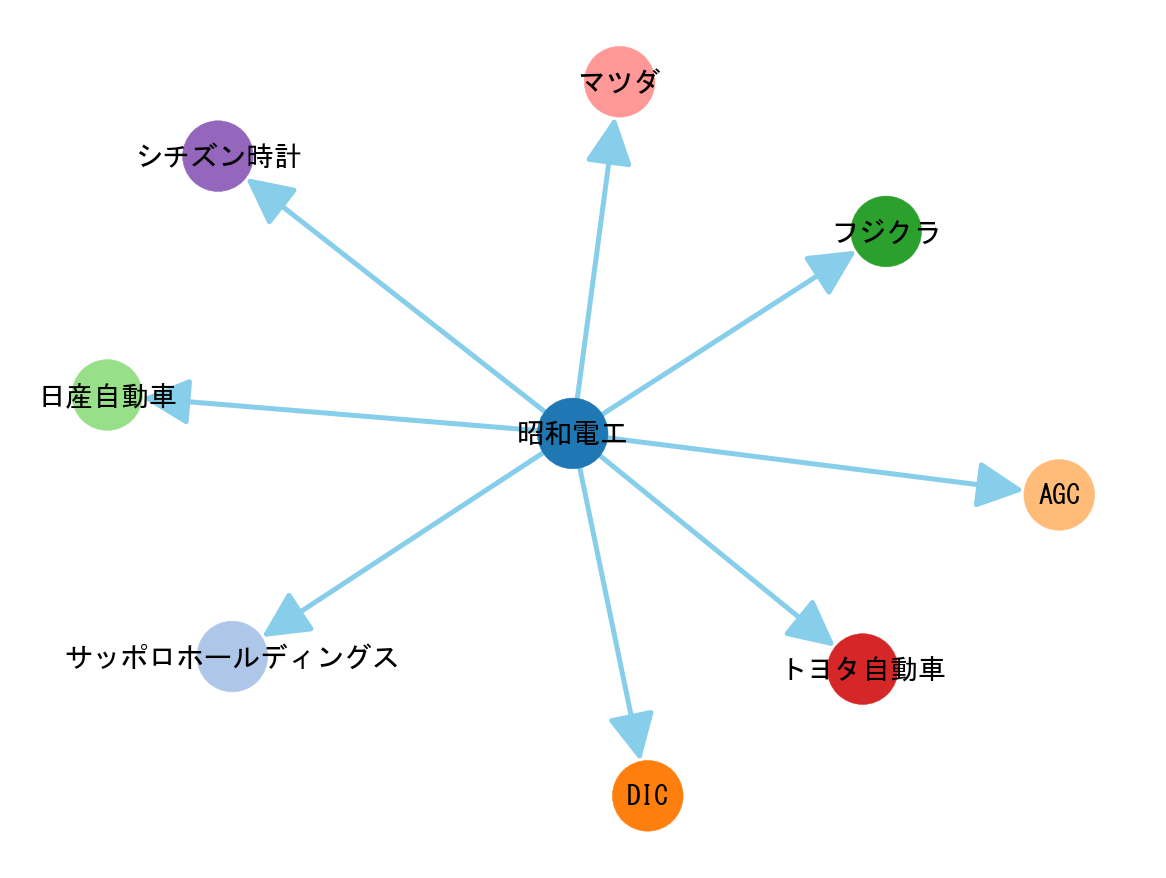 マツダ
シチズン時計
フジクラ
日産自動車
昭和電工
AGC
サッポロホールディングス
トヨタ自動車
DIC